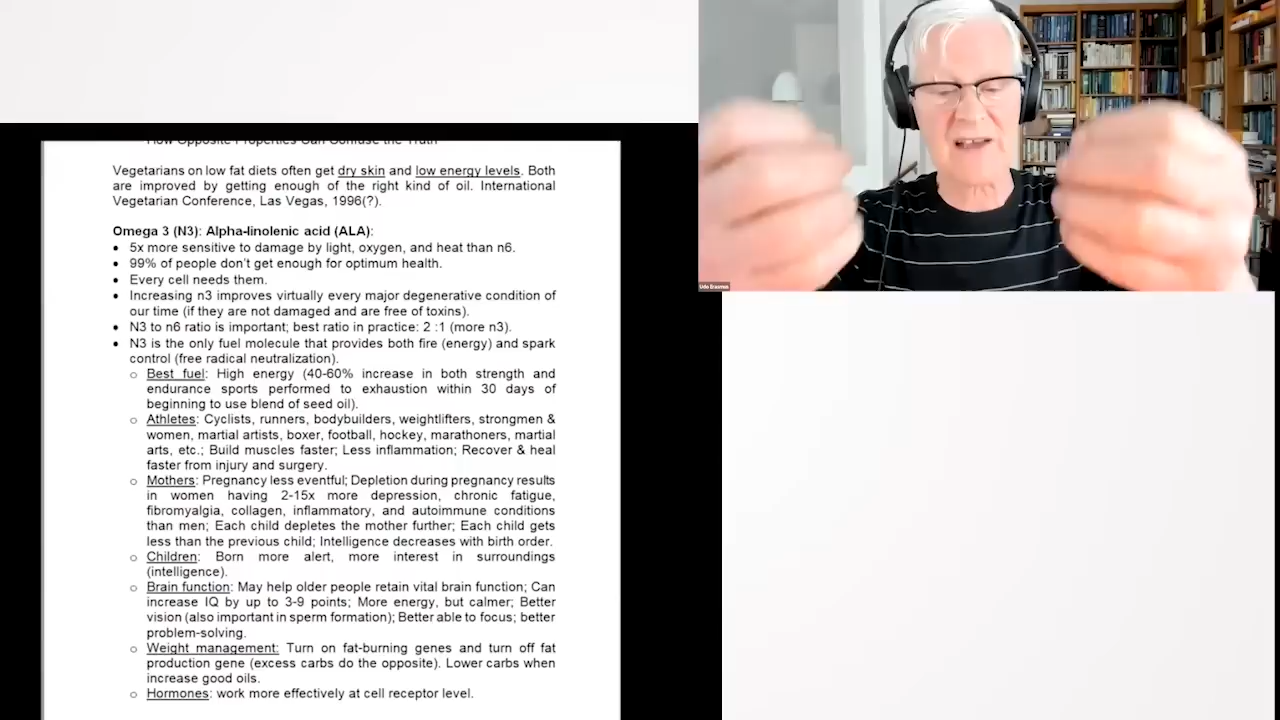 How Opposite Properties Can Confuse the Truth
Vegetarians on low fat diets often get dry skin and low energy levels. Both
are improved by getting enough of the right kind of oil. International
Vegetarian Conference, Las Vegas, 1996(?).
Omega 3 (N3): Alpha-linolenic acid (ALA):
• 5x more sensitive to damage by light, oxygen, and heat than n6.
• 99% of people don't get enough for optimum health.
• Every cell needs them.
• Increasing n3 improves virtually every major degenerative condition of
our time (if they are not damaged and are free of toxins).
• N3 to n6 ratio is important; best ratio in practice: 2 :1 (more n3).
• N3 is the only fuel molecule that provides both fire (energy) and spark
control (free radical neutralization).
o Best fuel: High energy (40-60% increase in both strength and
endurance sports performed to exhaustion within 30 days of
beginning to use blend of seed oil).
o Athletes: Cyclists, runners, bodybuilders, weightlifters, strongmen &
women, martial artists, boxer, football, hockey, marathoners, martial
arts, etc.; Build muscles faster; Less inflammation; Recover & heal
faster from injury and surgery.
o Mothers: Pregnancy less eventful; Depletion during pregnancy results
in women having 2-15x more depression, chronic fatigue,
fibromyalgia, collagen, inflammatory, and autoimmune conditions
than men; Each child depletes the mother further; Each child gets
less than the previous child; Intelligence decreases with birth order.
o Children: Born more alert, more interest in surroundings
(intelligence).
o Brain function: May help older people retain vital brain function; Can
increase IQ by up to 3-9 points; More energy, but calmer; Better
vision (also important in sperm formation); Better able to focus; better
problem-solving.
o Weight management: Turn on fat-burning genes and turn off fat
production gene (excess carbs do the opposite). Lower carbs when
increase good oils.
o Hormones: work more effectively at cell receptor level.
Udo Erasmus